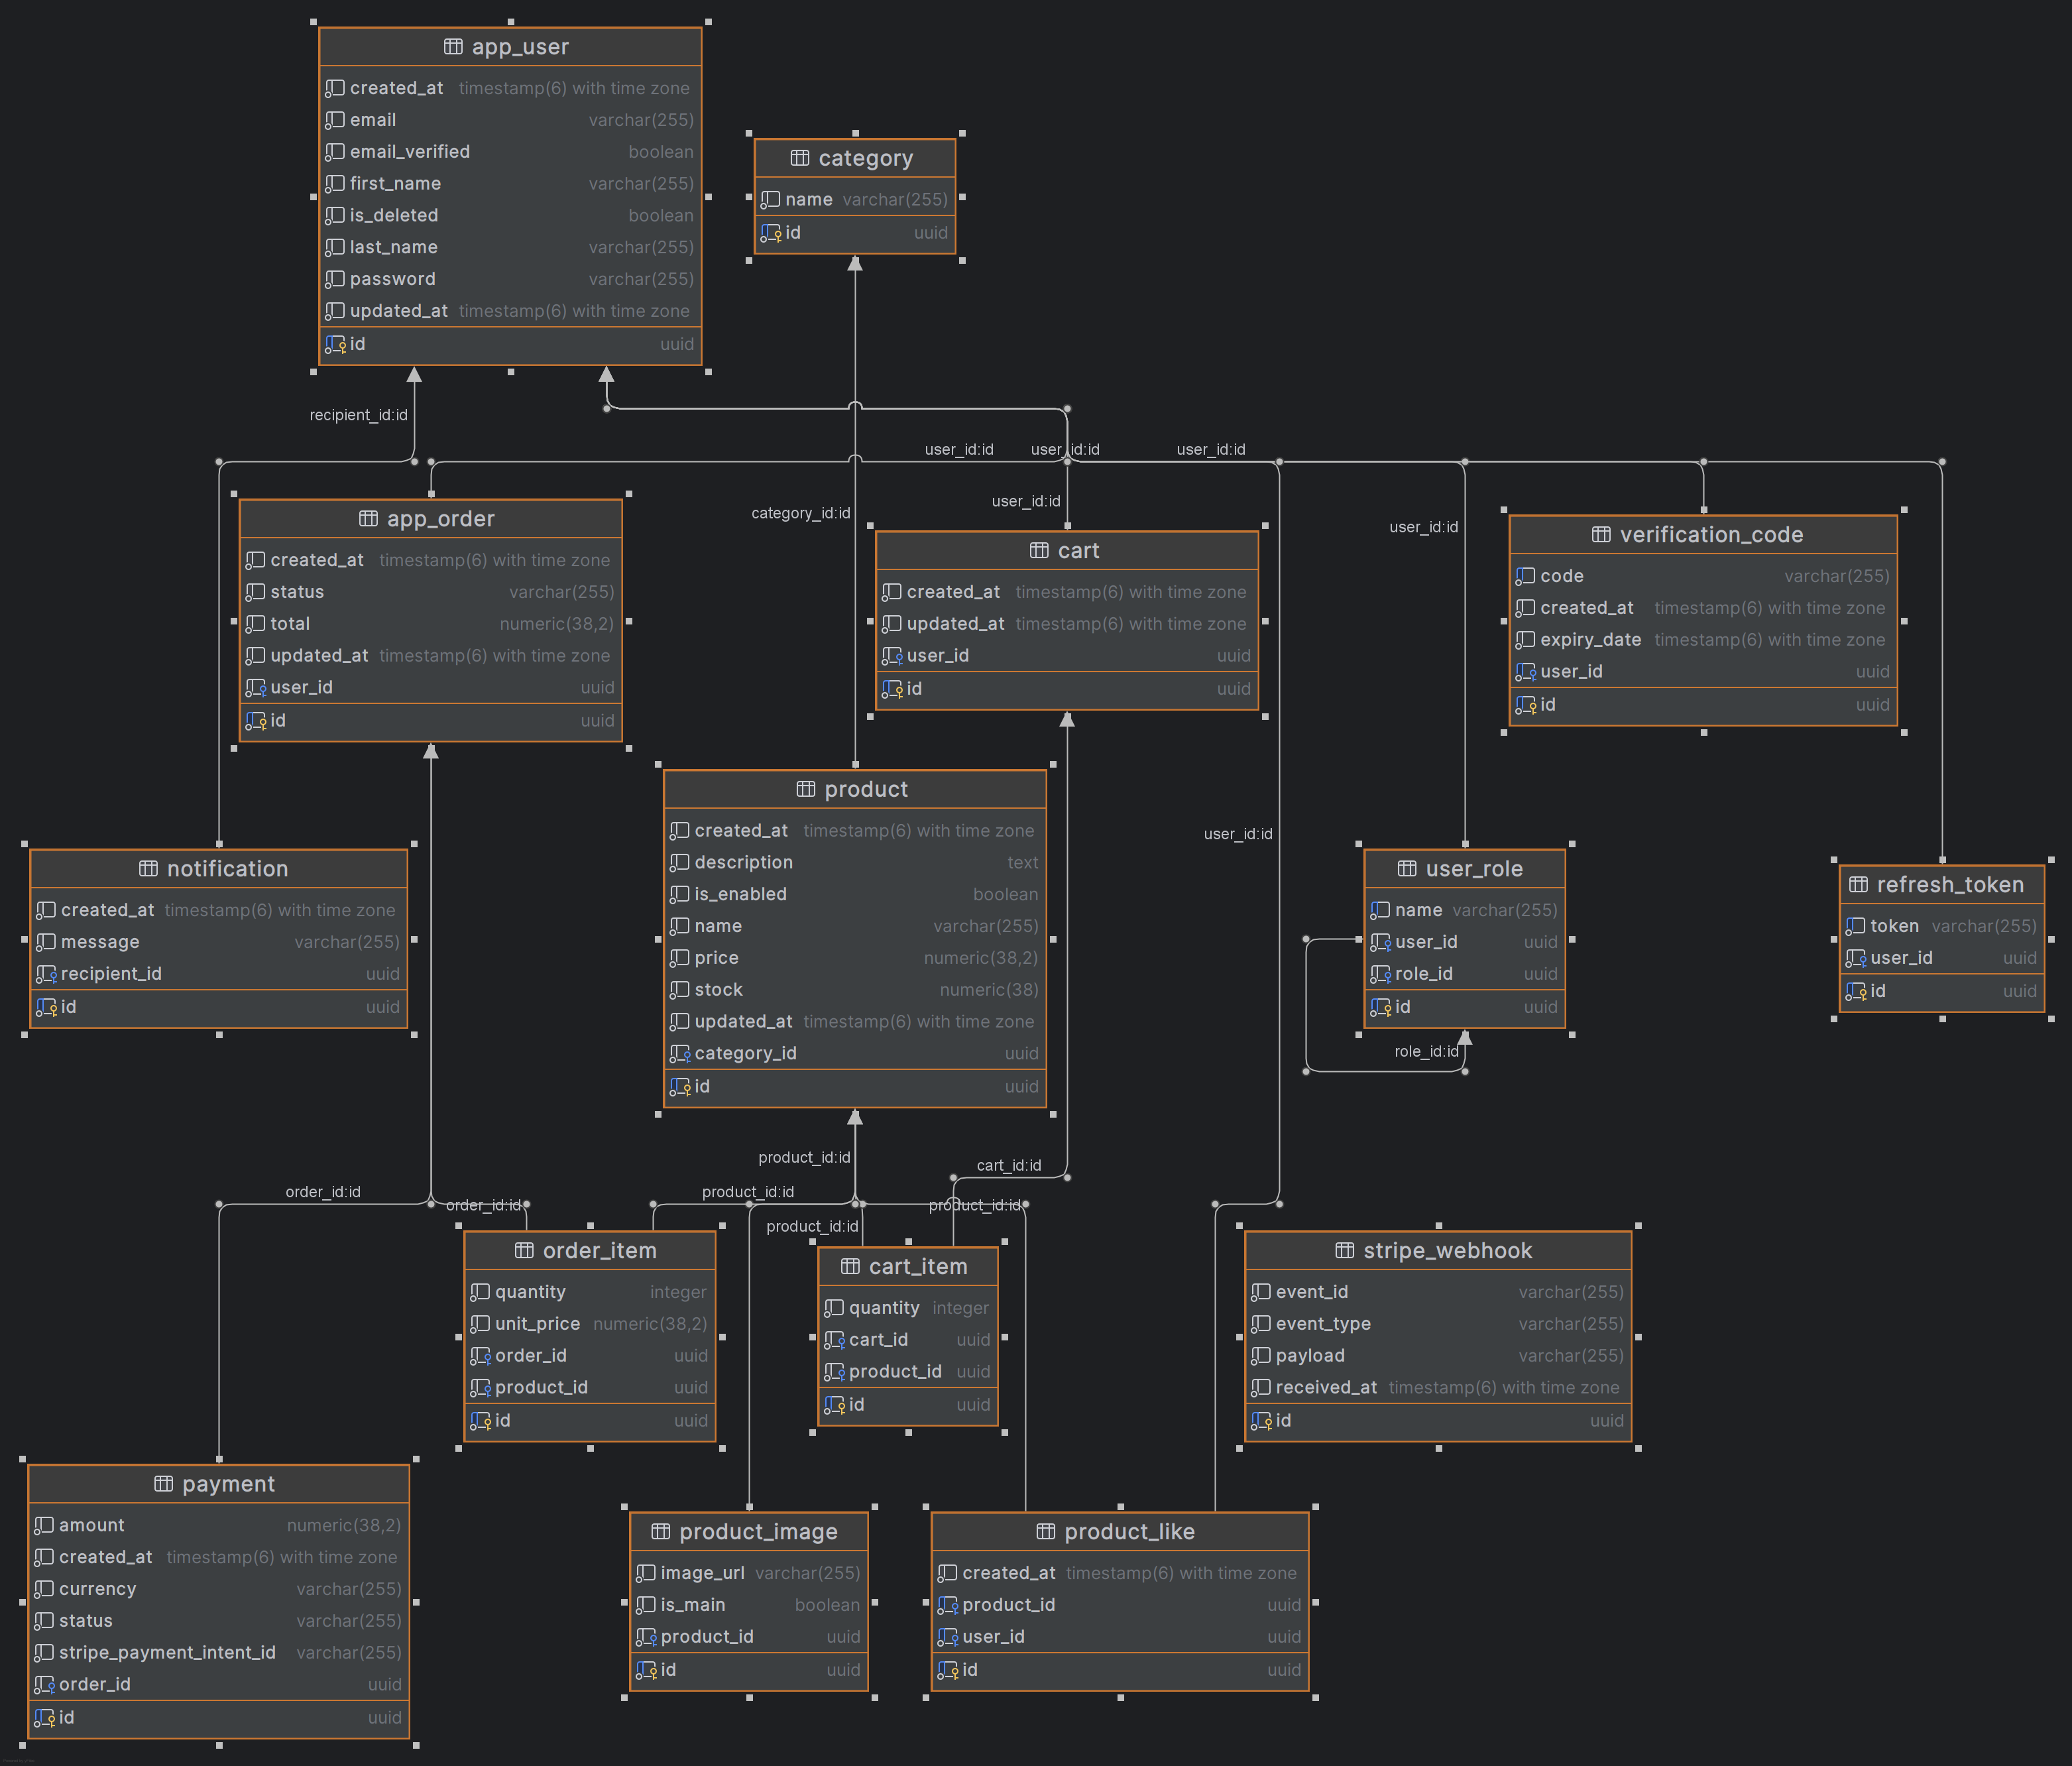 app_user
created_at timestamp(6) with time zone
email varchar(255)
email_verified boolean
first_name varchar(255)
is_deleted boolean
last_name varchar(255)
password varchar(255)
updated_at timestamp(6) with time zone
id uuid
category
name varchar(255)
id uuid
recipient_id:id
user_id:id
user_id:id
user_id:id
user_id:id
category_id:id
user_id:id
app_order
created_at timestamp(6) with time zone
status varchar(255)
total numeric(38,2)
updated_at timestamp(6) with time zone
user_id uuid
id uuid
cart
created_at timestamp(6) with time zone
updated_at timestamp(6) with time zone
user_id uuid
id uuid
verification_code
code varchar(255)
created_at timestamp(6) with time zone
expiry_date timestamp(6) with time zone
user_id uuid
id uuid
product
created_at timestamp(6) with time zone
description text
is_enabled boolean
name varchar(255)
price numeric(38,2)
stock numeric(38)
updated_at timestamp(6) with time zone
category_id uuid
id uuid
user_id:id
notification
created_at timestamp(6) with time zone
message varchar(255)
recipient_id uuid
id uuid
user_role
name varchar(255)
user_id uuid
role_id uuid
id uuid
role_id:id
refresh_token
token varchar(255)
user_id uuid
id uuid
product_id:id
cart_id:id
order_id:id
order_id:id
product_id:id
product_id:id
product_id:id
order_item
quantity integer
unit_price numeric(38,2)
order_id uuid
product_id uuid
id uuid
cart_item
quantity integer
cart_id uuid
product_id uuid
id uuid
stripe_webhook
event_id varchar(255)
event_type varchar(255)
payload varchar(255)
received_at timestamp(6) with time zone
id uuid
payment
amount numeric(38,2)
created_at timestamp(6) with time zone
currency varchar(255)
status varchar(255)
stripe_payment_intent_id varchar(255)
order_id uuid
id uuid
product_image
image_url varchar(255)
is_main boolean
product_id uuid
id uuid
product_like
created_at timestamp(6) with time zone
product_id uuid
user_id uuid
id uuid